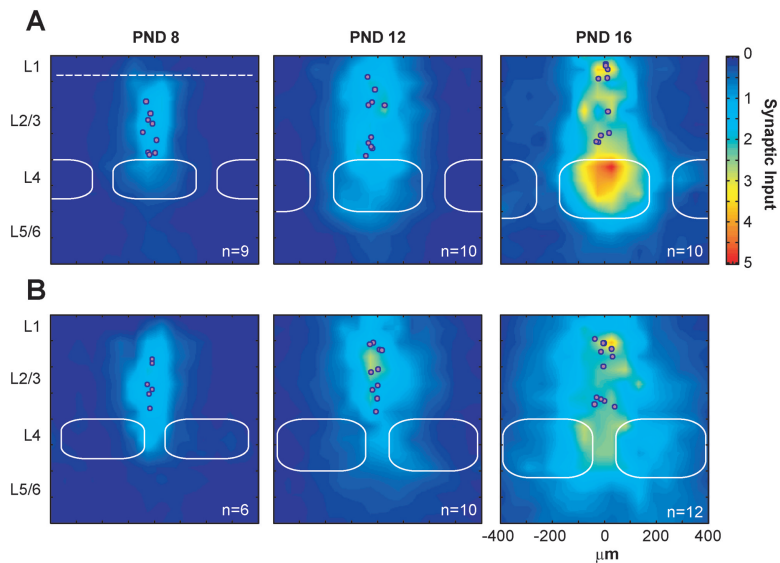 A
PND 8
PND 12
PND 16
L1
L2/3
L4
L5/6
n=9
n=10
n=10
0
1
2
3
4
5
Synaptic Input
B
L1
L2/3
L4
L5/6
n=6
n=10
n=12
-400
-200
0
200
400
μm